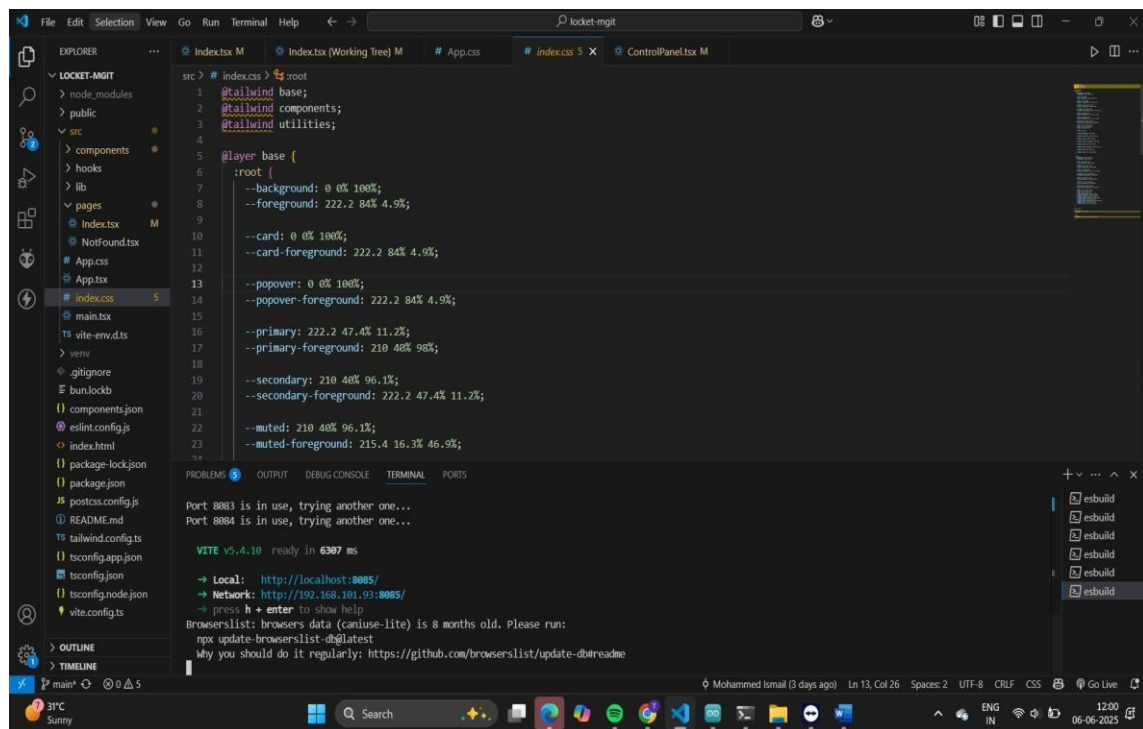 File Edit Selection View Go Run Terminal Help
locket-mgit
EXPLORER
Index.tsx M
Index.tsx (Working Tree) M
# App.css
# index.css 5
ControlPanel.tsx M
LOCKET-MGIT
node_modules
public
src
components
hooks
lib
pages
Index.tsx M
NotFound.tsx
# App.css
App.tsx
# index.css 5
main.tsx
TS vite-env.d.ts
venv
.gitignore
bun.lockb
{} components.json
eslint.config.js
<> index.html
{} package-lock.json
{} package.json
JS postcss.config.js
README.md
TS tailwind.config.ts
{} tsconfig.app.json
tsconfig.json
{} tsconfig.node.json
vite.config.ts
OUTLINE
TIMELINE
src > # index.css > :root
1 @tailwind base;
2 @tailwind components;
3 @tailwind utilities;
4
5 @layer base {
6 :root {
7 --background: 0 0% 100%;
8 --foreground: 222.2 84% 4.9%;
9
10 --card: 0 0% 100%;
11 --card-foreground: 222.2 84% 4.9%;
12
13 --popover: 0 0% 100%;
14 --popover-foreground: 222.2 84% 4.9%;
15
16 --primary: 222.2 47.4% 11.2%;
17 --primary-foreground: 210 40% 98%;
18
19 --secondary: 210 40% 96.1%;
20 --secondary-foreground: 222.2 47.4% 11.2%;
21
22 --muted: 210 40% 96.1%;
23 --muted-foreground: 215.4 16.3% 46.9%;
24
PROBLEMS 5 OUTPUT DEBUG CONSOLE TERMINAL PORTS
Port 8083 is in use, trying another one...
Port 8084 is in use, trying another one...
VITE v5.4.10 ready in 6307 ms
➜ Local: http://localhost:8085/
➜ Network: http://192.168.101.93:8085/
➜ press h + enter to show help
Browserslist: browsers data (caniuse-lite) is 8 months old. Please run:
npx update-browserslist-db@latest
Why you should do it regularly: https://github.com/browserslist/update-db#readme
esbuild
esbuild
esbuild
esbuild
esbuild
esbuild
main* 0 5
Mohammed Ismail (3 days ago) Ln 13, Col 26 Spaces: 2 UTF-8 CRLF CSS Go Live
31°C
Sunny
Search
ENG
IN
12:00
06-06-2025